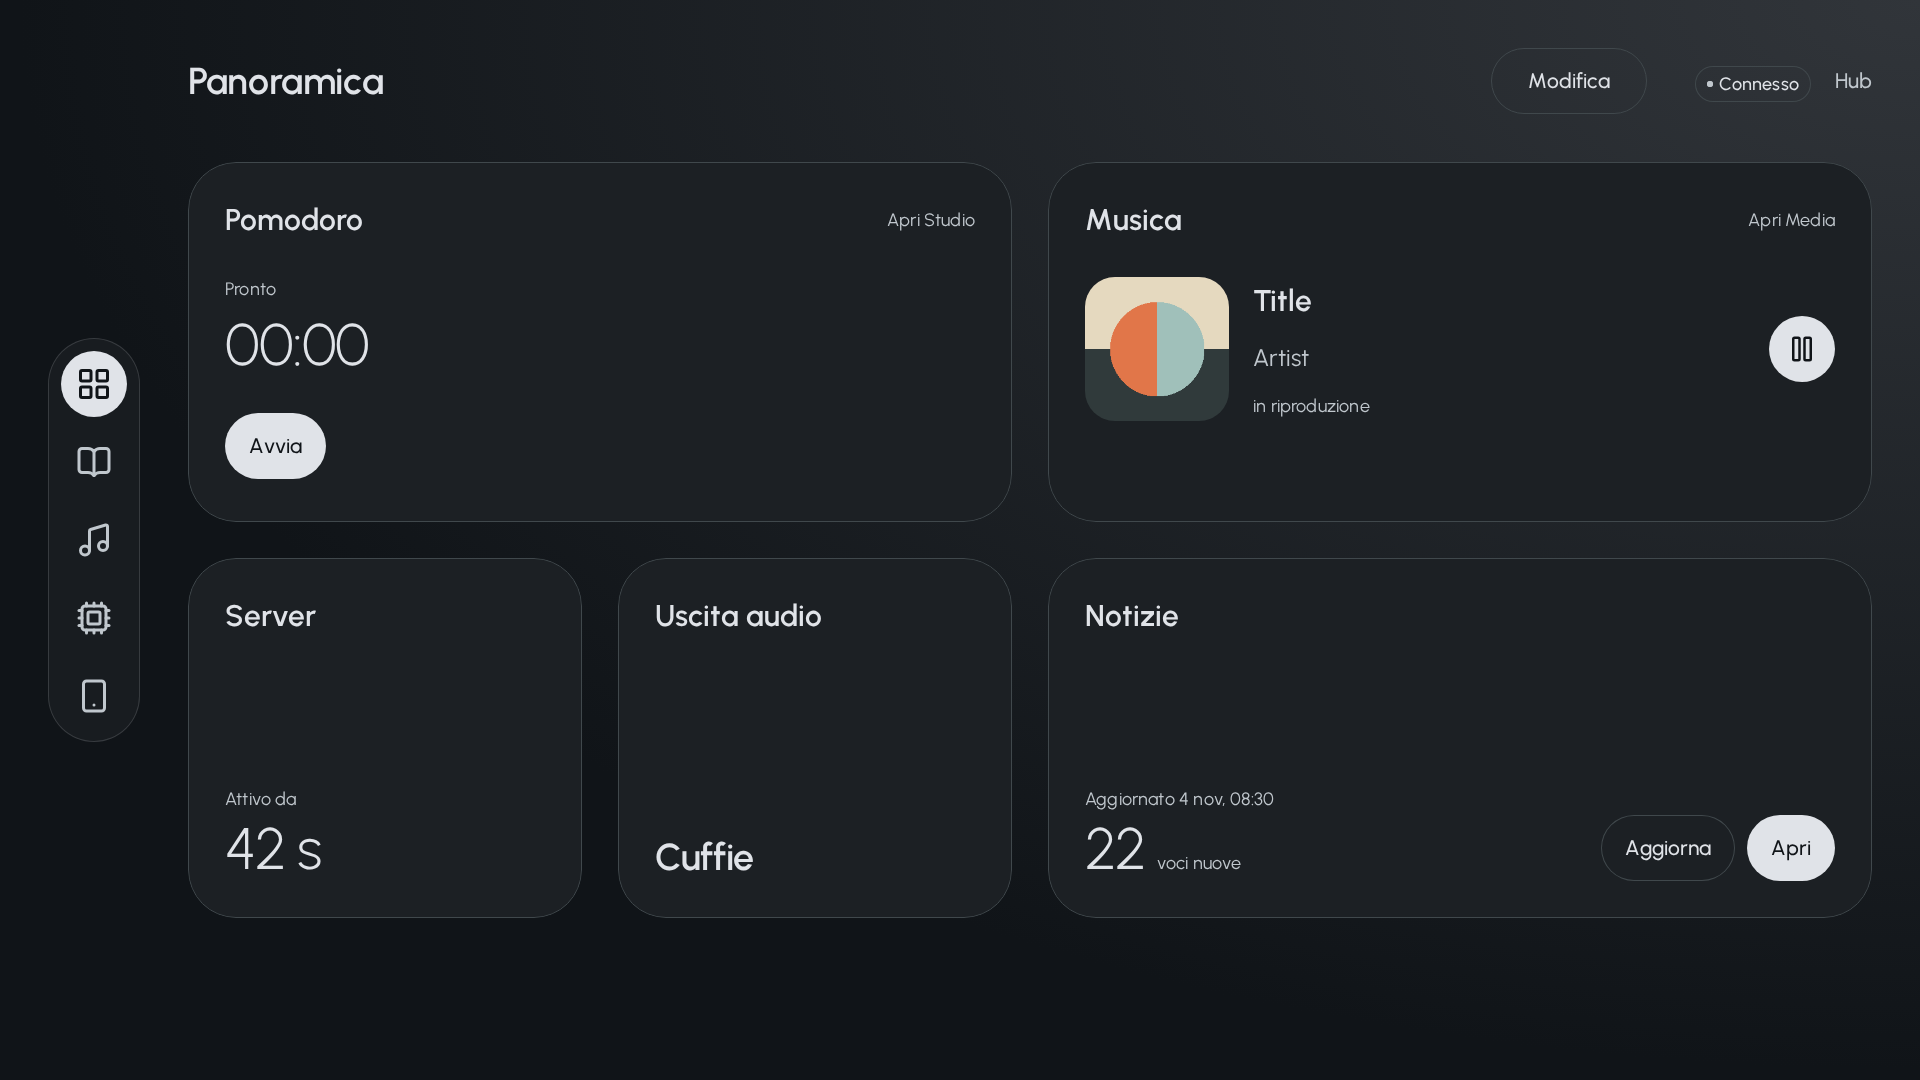 Panoramica
Modifica
Connesso
Hub
Pomodoro
Apri Studio
Pronto
00:00
Avvia
Musica
Apri Media
Title
Artist
in riproduzione
Server
Attivo da
42 s
Uscita audio
Cuffie
Notizie
Aggiornato 4 nov, 08:30
22 voci nuove
Aggiorna
Apri